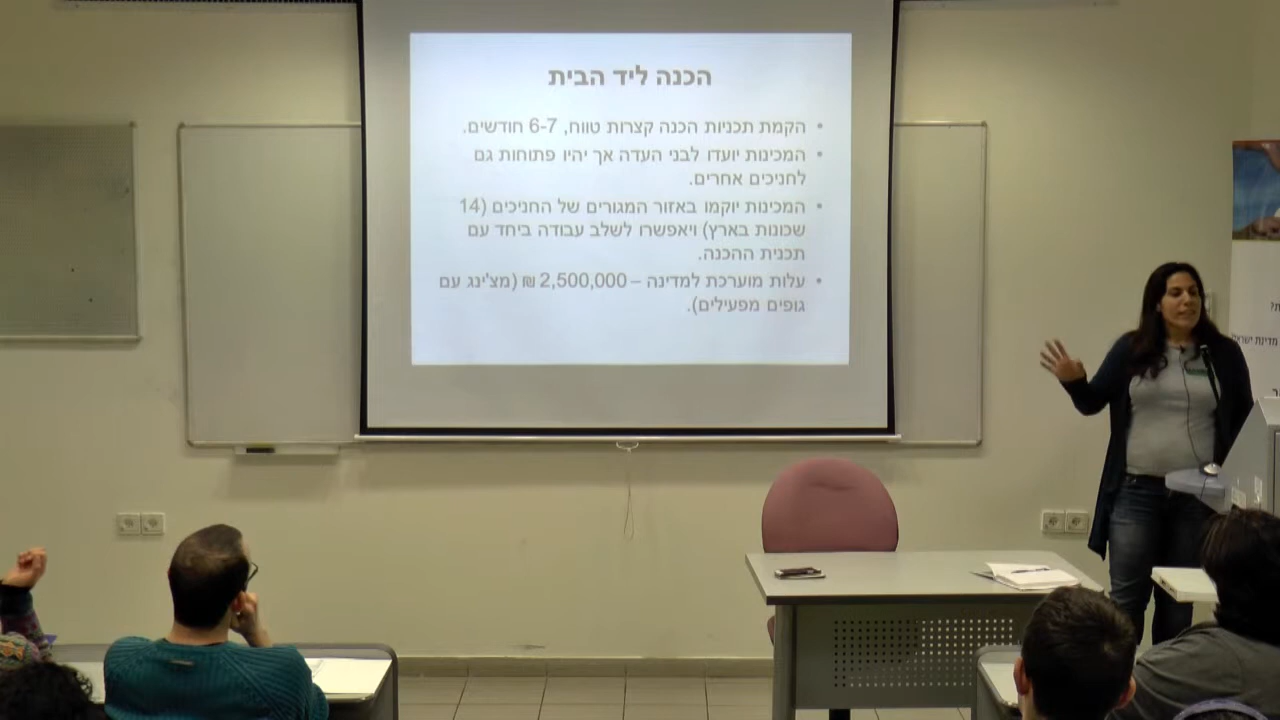 הכנה ליד הבית
• הקמת תכניות הכנה קצרות טווח, 6-7 חודשים.
• המכינות יועדו לבני העדה אך יהיו פתוחות גם
לחניכים אחרים.
• המכינות יוקמו באזור המגורים של החניכים (14
שכונות בארץ) ויאפשרו לשלב עבודה ביחד עם
תכנית ההכנה.
• עלות מוערכת למדינה – 2,500,000 ₪ (מצ'ינג עם
גופים מפעילים).
ת?
מדינת ישראל